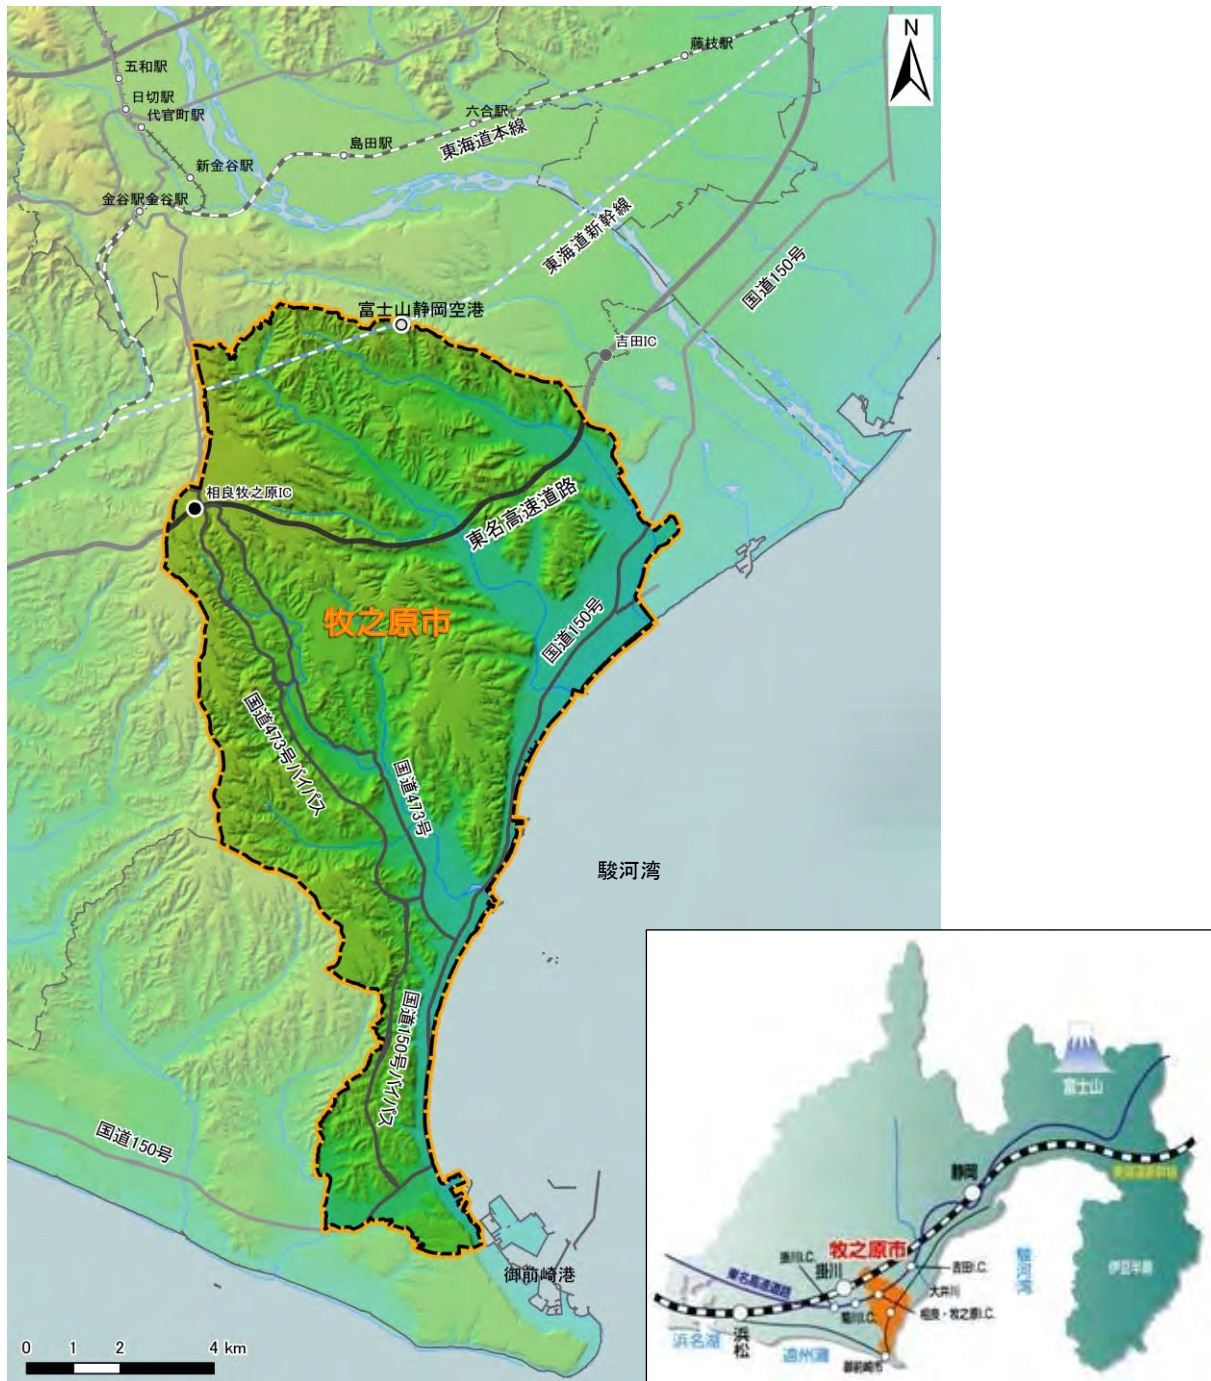 N
藤枝駅
五和駅
日切駅
代官町駅
六合駅
東海道本線
島田駅
新金谷駅
金谷駅金谷駅
東海道新幹線
国道150号
富士山静岡空港
吉田IC
相良牧之原IC
東名高速道路
牧之原市
国道150号
国道473号バイパス
国道473号
駿河湾
国道150号バイパス
国道150号
御前崎港
0 1 2 4 km
富士山
東海道新幹線
静岡
牧之原市
掛川I.C.
掛川
吉田I.C.
駿河湾
伊豆半島
東名高速道路
大井川
菊川I.C.
相良・牧之原I.C.
浜名湖
浜松
遠州灘
御前崎市